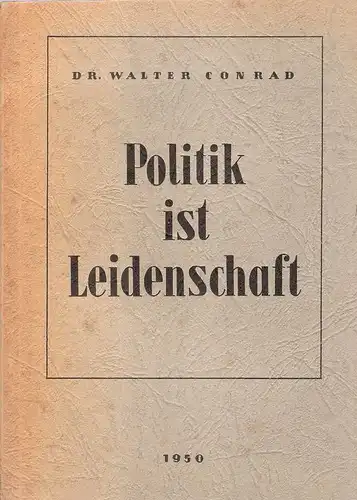 DR. WALTER CONRAD
Politik
ist
Leidenschaft
1950